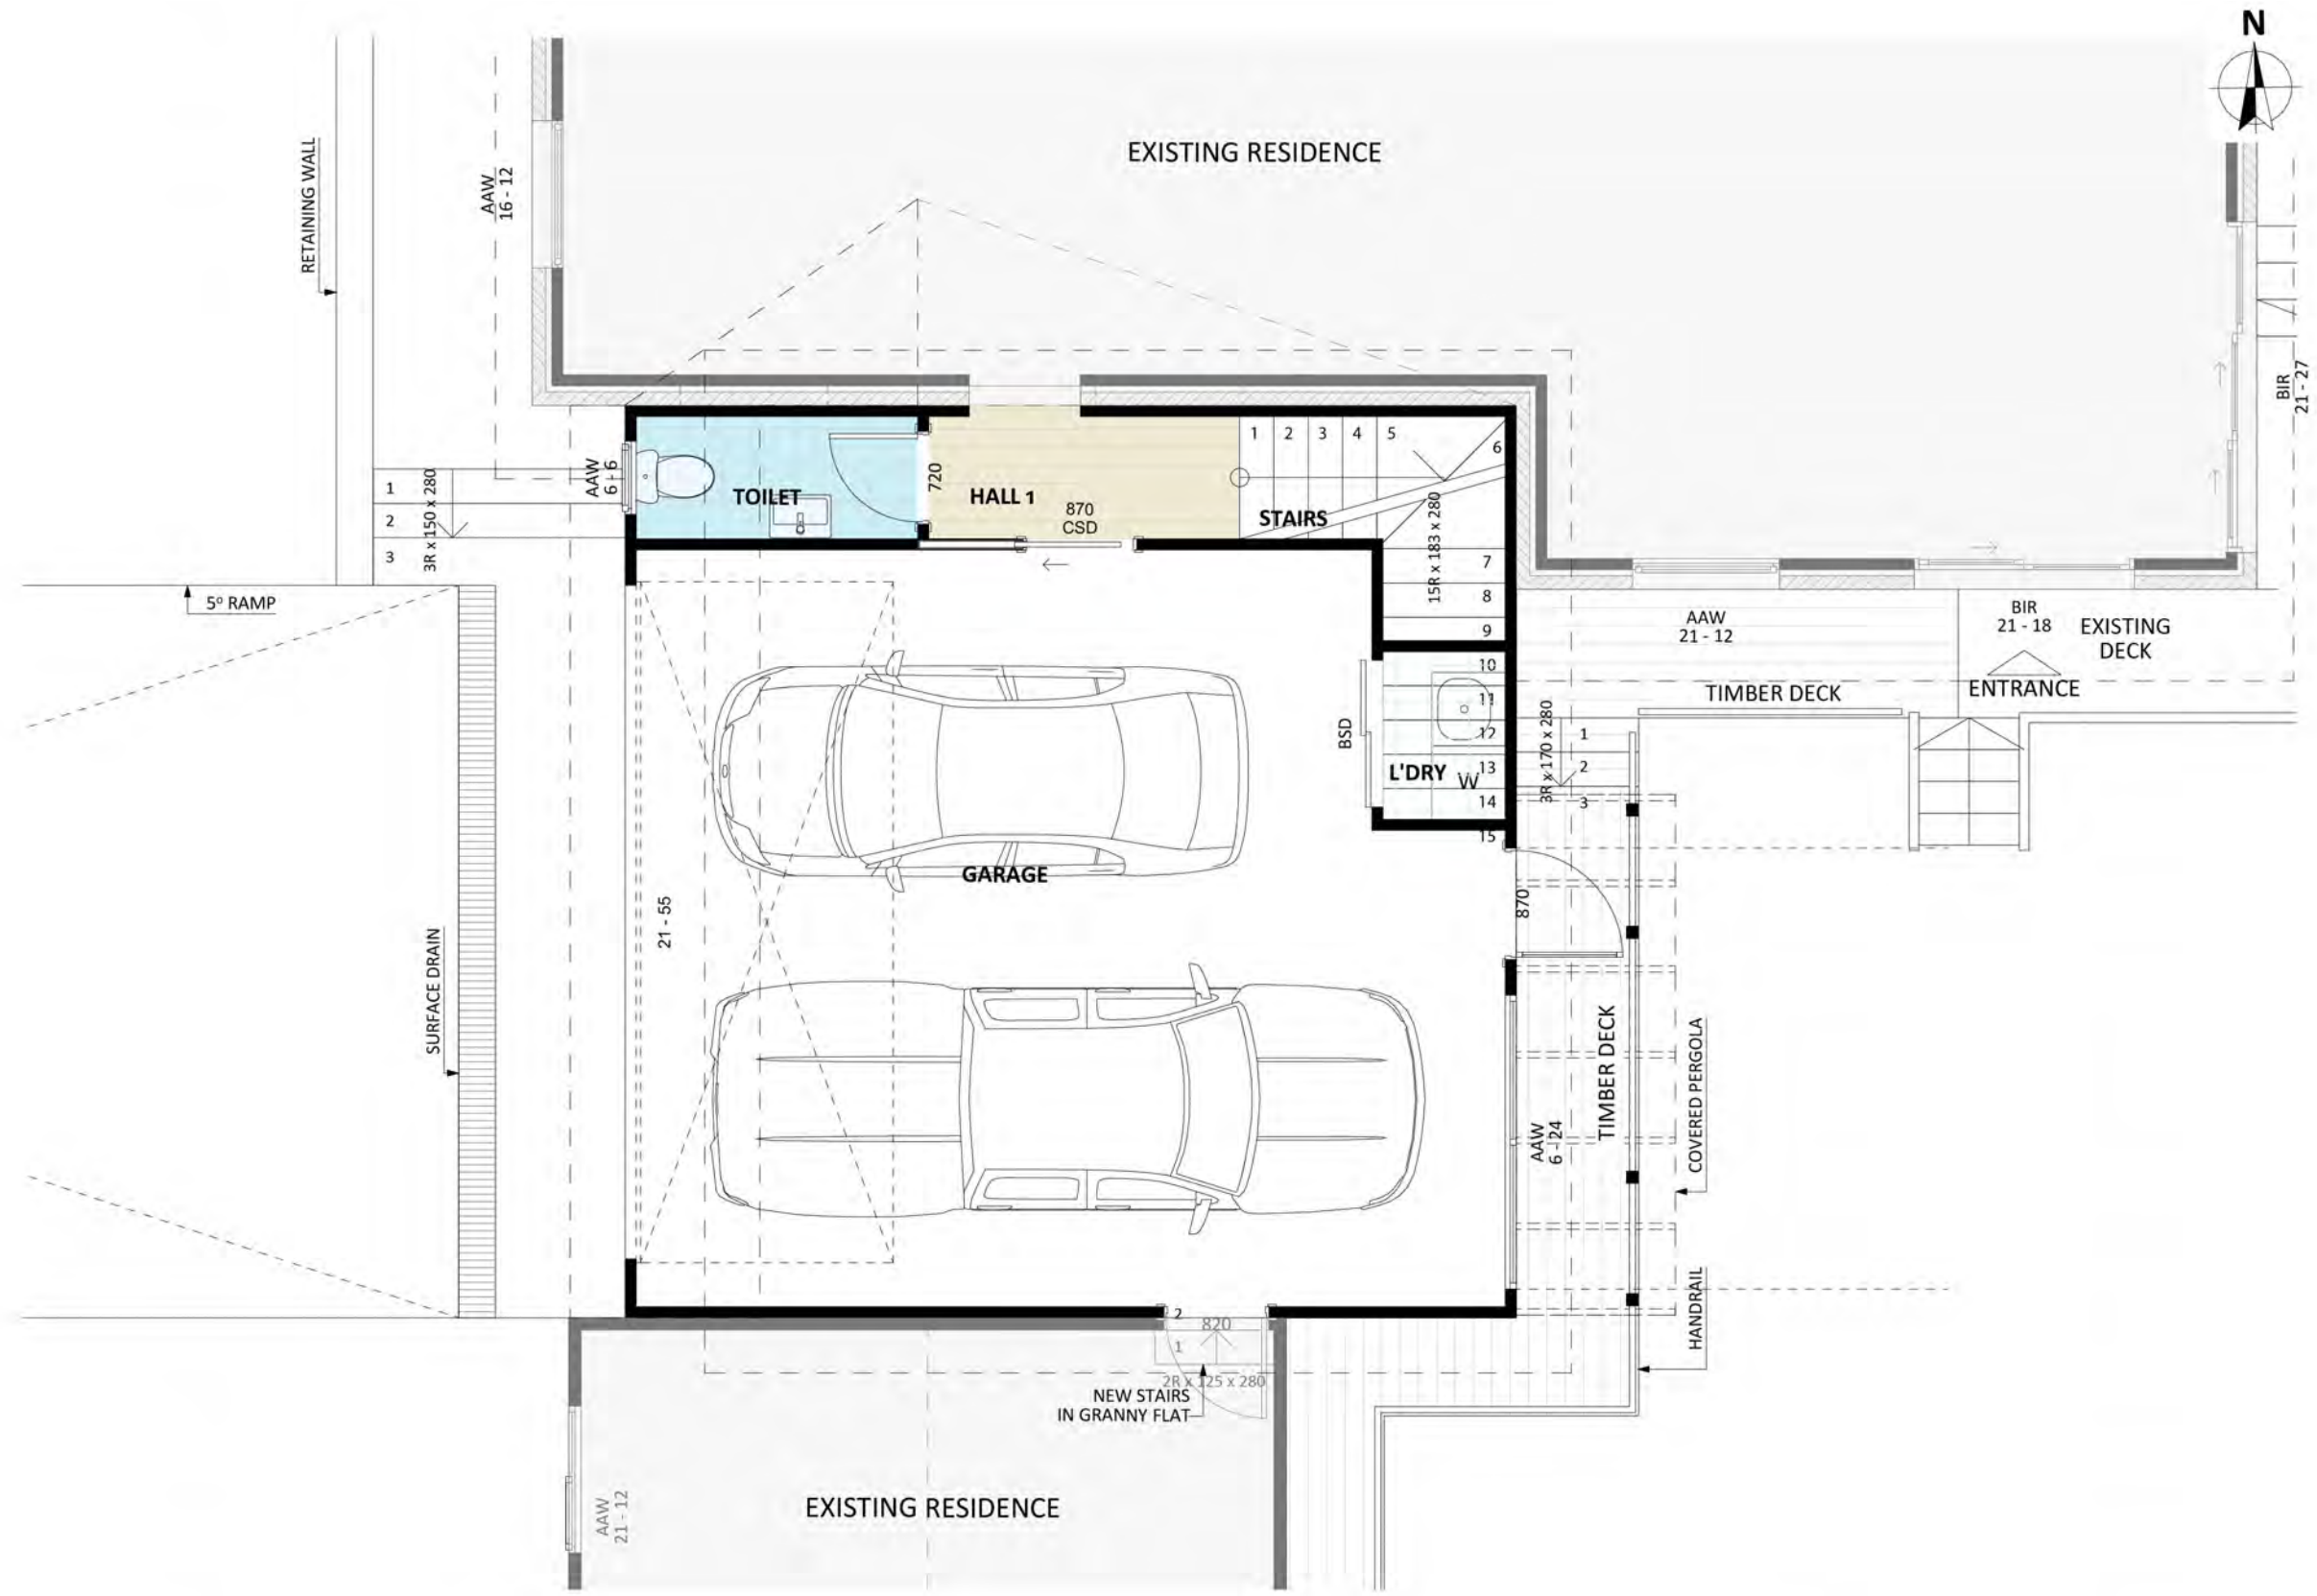 N
EXISTING RESIDENCE
RETAINING WALL
AAW
16 - 12
BIR
21 - 27
AAW
6 - 6
TOILET
720
HALL 1
870
CSD
STAIRS
1
2
3
4
5
6
7
8
9
10
11
12
13
14
15
15R x 183 x 280
1
2
3
3R x 150 x 280
5º RAMP
AAW
21 - 12
BIR
21 - 18
EXISTING
DECK
TIMBER DECK
ENTRANCE
BSD
L'DRY
W
3R x 170 x 280
1
2
3
GARAGE
21 - 55
870
SURFACE DRAIN
TIMBER DECK
COVERED PERGOLA
AAW
6 - 24
HANDRAIL
2
820
1
2R x 125 x 280
NEW STAIRS
IN GRANNY FLAT
AAW
21 - 12
EXISTING RESIDENCE